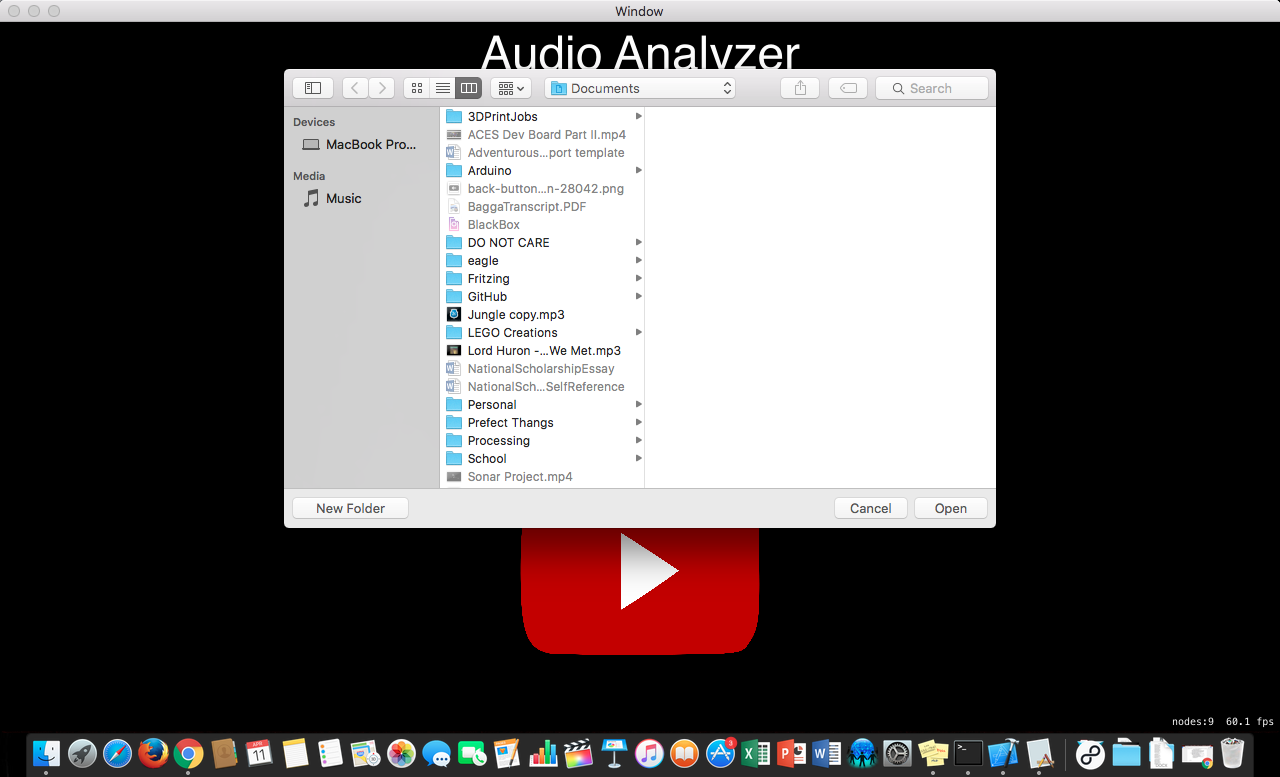 Window
Audio Analyzer
Documents
Search
Devices
MacBook Pro...
Media
Music
3DPrintJobs
ACES Dev Board Part II.mp4
Adventurous...port template
Arduino
back-button...n-28042.png
BaggaTranscript.PDF
BlackBox
DO NOT CARE
eagle
Fritzing
GitHub
Jungle copy.mp3
LEGO Creations
Lord Huron -...We Met.mp3
NationalScholarshipEssay
NationalSch...SelfReference
Personal
Prefect Thangs
Processing
School
Sonar Project.mp4
New Folder
Cancel
Open
nodes:9 60.1 fps
APR
11
3